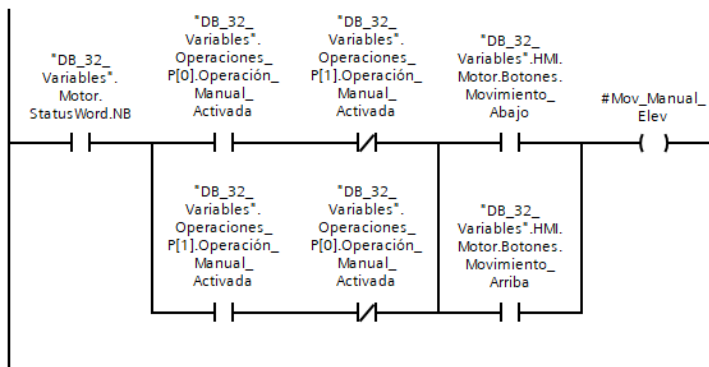 "DB_32_
Variables".
Motor.
StatusWord.NB
"DB_32_
Variables".
Operaciones_
P[0].Operación_
Manual_
Activada
"DB_32_
Variables".
Operaciones_
P[1].Operación_
Manual_
Activada
"DB_32_
Variables".HMI.
Motor.Botones.
Movimiento_
Abajo
#Mov_Manual_
Elev
"DB_32_
Variables".
Operaciones_
P[1].Operación_
Manual_
Activada
"DB_32_
Variables".
Operaciones_
P[0].Operación_
Manual_
Activada
"DB_32_
Variables".HMI.
Motor.Botones.
Movimiento_
Arriba